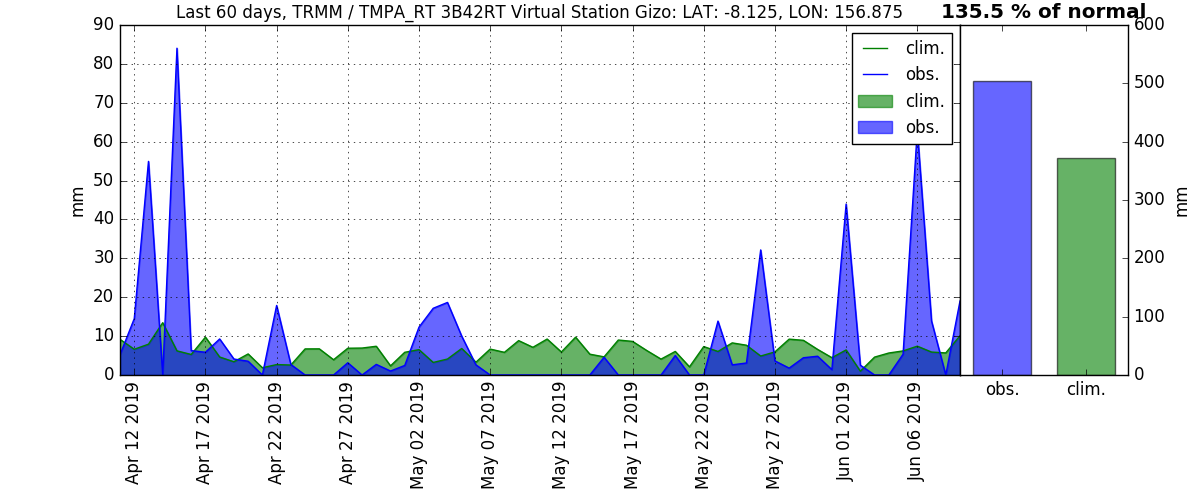 Last 60 days, TRMM / TMPA_RT 3B42RT Virtual Station Gizo: LAT: -8.125, LON: 156.875
135.5 % of normal
90
80
70
60
50
40
30
20
10
0
mm
clim.
obs.
clim.
obs.
600
500
400
300
200
100
0
mm
obs.
clim.
Apr 12 2019
Apr 17 2019
Apr 22 2019
Apr 27 2019
May 02 2019
May 07 2019
May 12 2019
May 17 2019
May 22 2019
May 27 2019
Jun 01 2019
Jun 06 2019